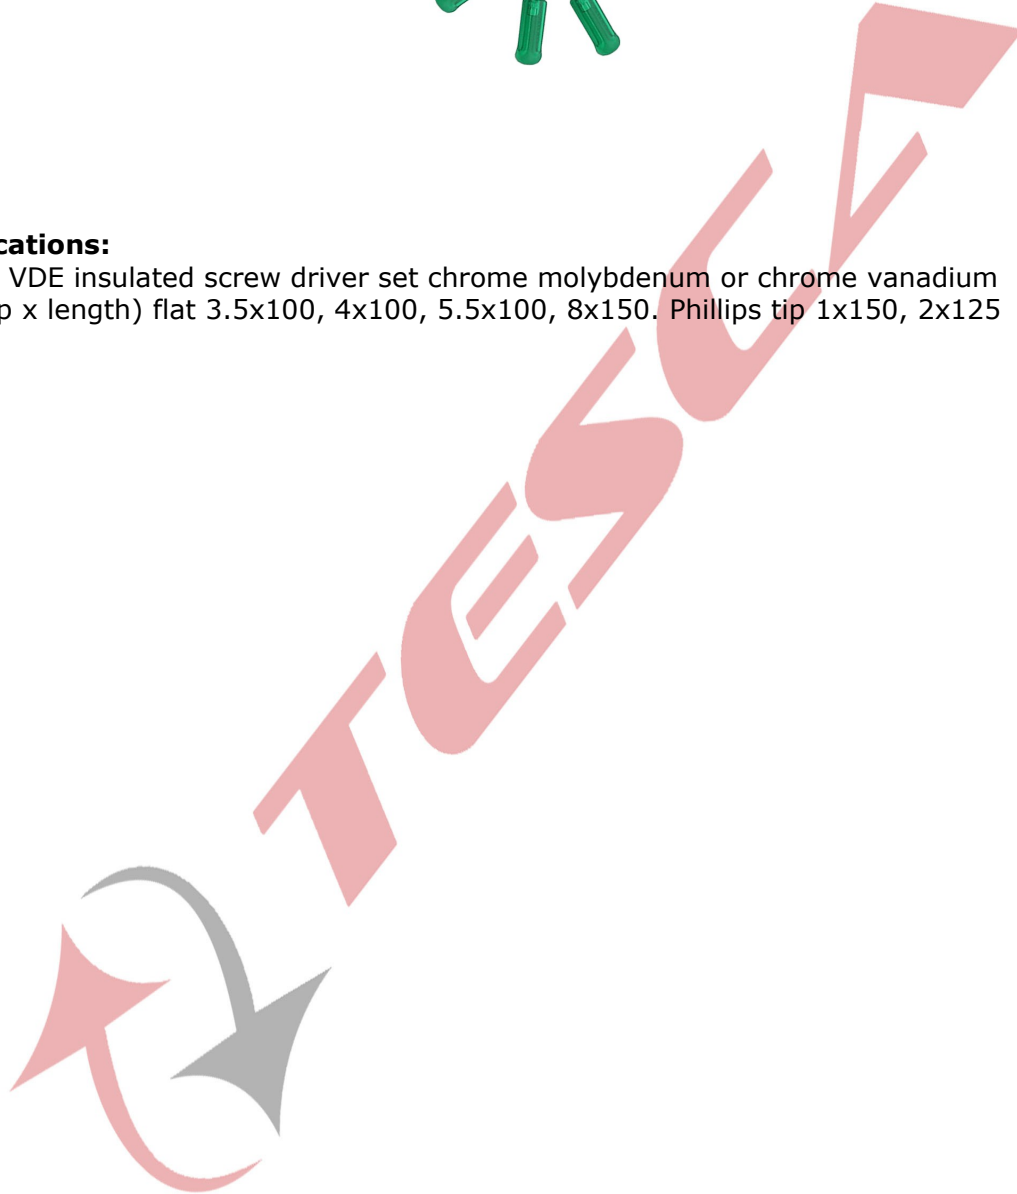 cations:
VDE insulated screw driver set chrome molybdenum or chrome vanadium
p x length) flat 3.5x100, 4x100, 5.5x100, 8x150. Phillips tip 1x150, 2x125
TESCA